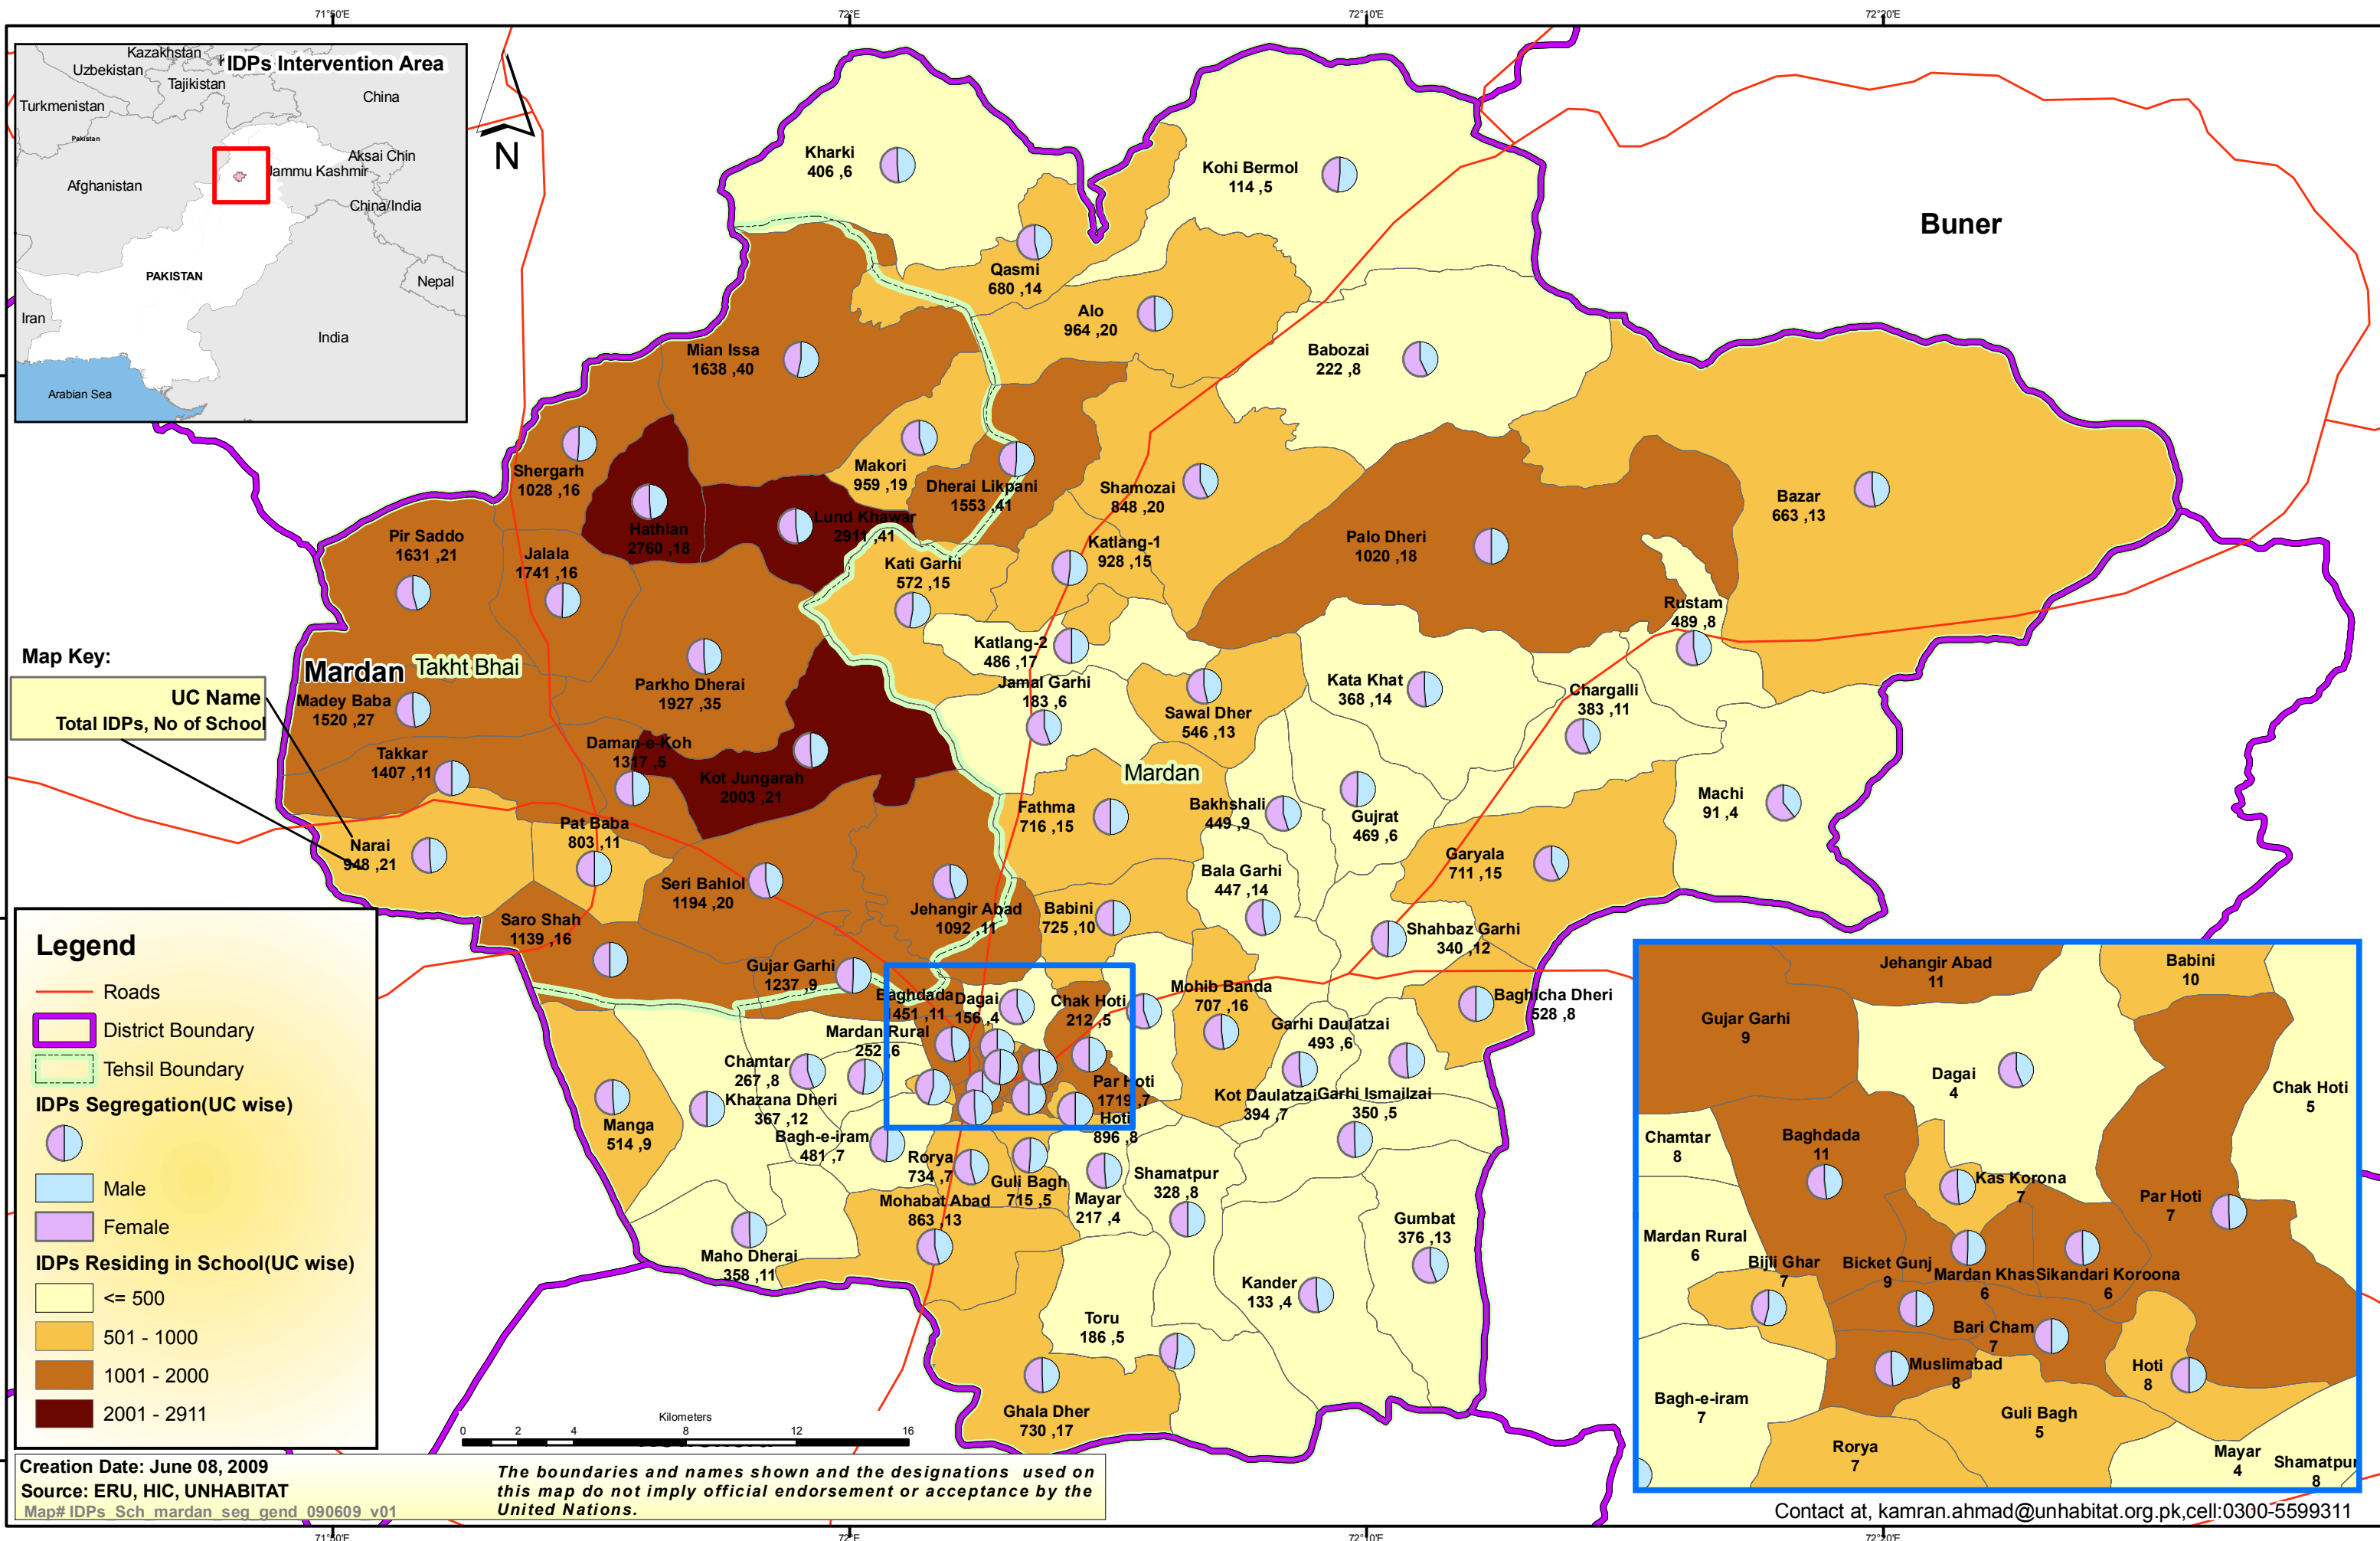 71°50'E
72°E
72°10'E
72°20'E
IDPs Intervention Area
Kazakhstan
Uzbekistan
Tajikistan
Turkmenistan
China
Pakistan
Aksai Chin
Jammu Kashmir
Afghanistan
China/India
PAKISTAN
Nepal
Iran
India
Arabian Sea
N
Buner
Kharki
406 ,6
Kohi Bermol
114 ,5
Qasmi
680 ,14
Alo
964 ,20
Mian Issa
1638 ,40
Babozai
222 ,8
Shergarh
1028 ,16
Makori
959 ,19
Dherai Likpani
1553 ,41
Shamozai
848 ,20
Bazar
663 ,13
Hathian
2760 ,18
Lund Khawar
2911 ,41
Pir Saddo
1631 ,21
Jalala
1741 ,16
Kati Garhi
572 ,15
Katlang-1
928 ,15
Palo Dheri
1020 ,18
Rustam
489 ,8
Katlang-2
486 ,17
Map Key:
UC Name
Total IDPs, No of School
Mardan
Takht Bhai
Madey Baba
1520 ,27
Parkho Dherai
1927 ,35
Jamal Garhi
183 ,6
Sawal Dher
546 ,13
Kata Khat
368 ,14
Chargalli
383 ,11
Takkar
1407 ,11
Daman-e-Koh
1317 ,5
Kot Jungarah
2003 ,21
Mardan
Fathma
716 ,15
Bakhshali
449 ,9
Gujrat
469 ,6
Machi
91 ,4
Narai
948 ,21
Pat Baba
803 ,11
Seri Bahlol
1194 ,20
Bala Garhi
447 ,14
Garyala
711 ,15
Saro Shah
1139 ,16
Jehangir Abad
1092 ,11
Babini
725 ,10
Shahbaz Garhi
340 ,12
Gujar Garhi
1237 ,9
Baghdada
1451 ,11
Dagai
156 ,4
Chak Hoti
212 ,5
Mohib Banda
707 ,16
Baghicha Dheri
528 ,8
Mardan Rural
252 ,6
Garhi Daulatzai
493 ,6
Chamtar
267 ,8
Khazana Dheri
367 ,12
Par Hoti
1719 ,7
Kot Daulatzai
394 ,7
Garhi Ismailzai
350 ,5
Manga
514 ,9
Bagh-e-iram
481 ,7
Hoti
896 ,8
Rorya
734 ,7
Guli Bagh
715 ,5
Mayar
217 ,4
Shamatpur
328 ,8
Mohabat Abad
863 ,13
Maho Dherai
358 ,11
Gumbat
376 ,13
Kander
133 ,4
Toru
186 ,5
Ghala Dher
730 ,17
Legend
Roads
District Boundary
Tehsil Boundary
IDPs Segregation(UC wise)
Male
Female
IDPs Residing in School(UC wise)
<= 500
501 - 1000
1001 - 2000
2001 - 2911
Kilometers
0 2 4 8 12 16
Jehangir Abad
11
Babini
10
Gujar Garhi
9
Dagai
4
Chak Hoti
5
Chamtar
8
Baghdada
11
Kas Korona
7
Par Hoti
7
Mardan Rural
6
Bijli Ghar
7
Bicket Gunj
9
Mardan Khas
6
Sikandari Koroona
6
Bari Cham
7
Muslimabad
8
Hoti
8
Bagh-e-iram
7
Guli Bagh
5
Rorya
7
Mayar
4
Shamatpur
8
Creation Date: June 08, 2009
Source: ERU, HIC, UNHABITAT
Map# IDPs_Sch_mardan_seg_gend_090609_v01
The boundaries and names shown and the designations used on
this map do not imply official endorsement or acceptance by the
United Nations.
Contact at, kamran.ahmad@unhabitat.org.pk,cell:0300-5599311
71°50'E
72°E
72°10'E
72°20'E